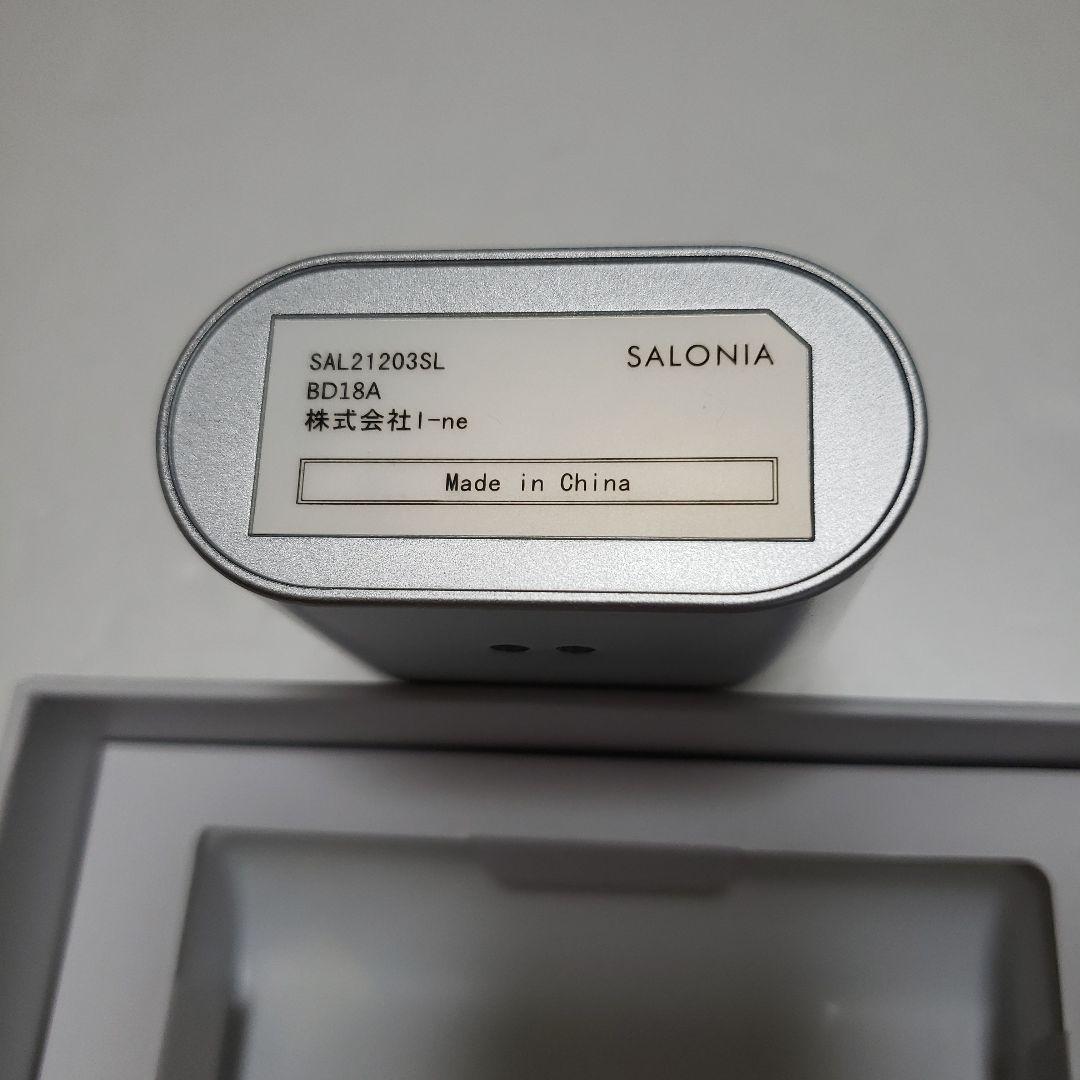 SAL21203SL
SALONIA
BD18A
株式会社I-ne
Made in China